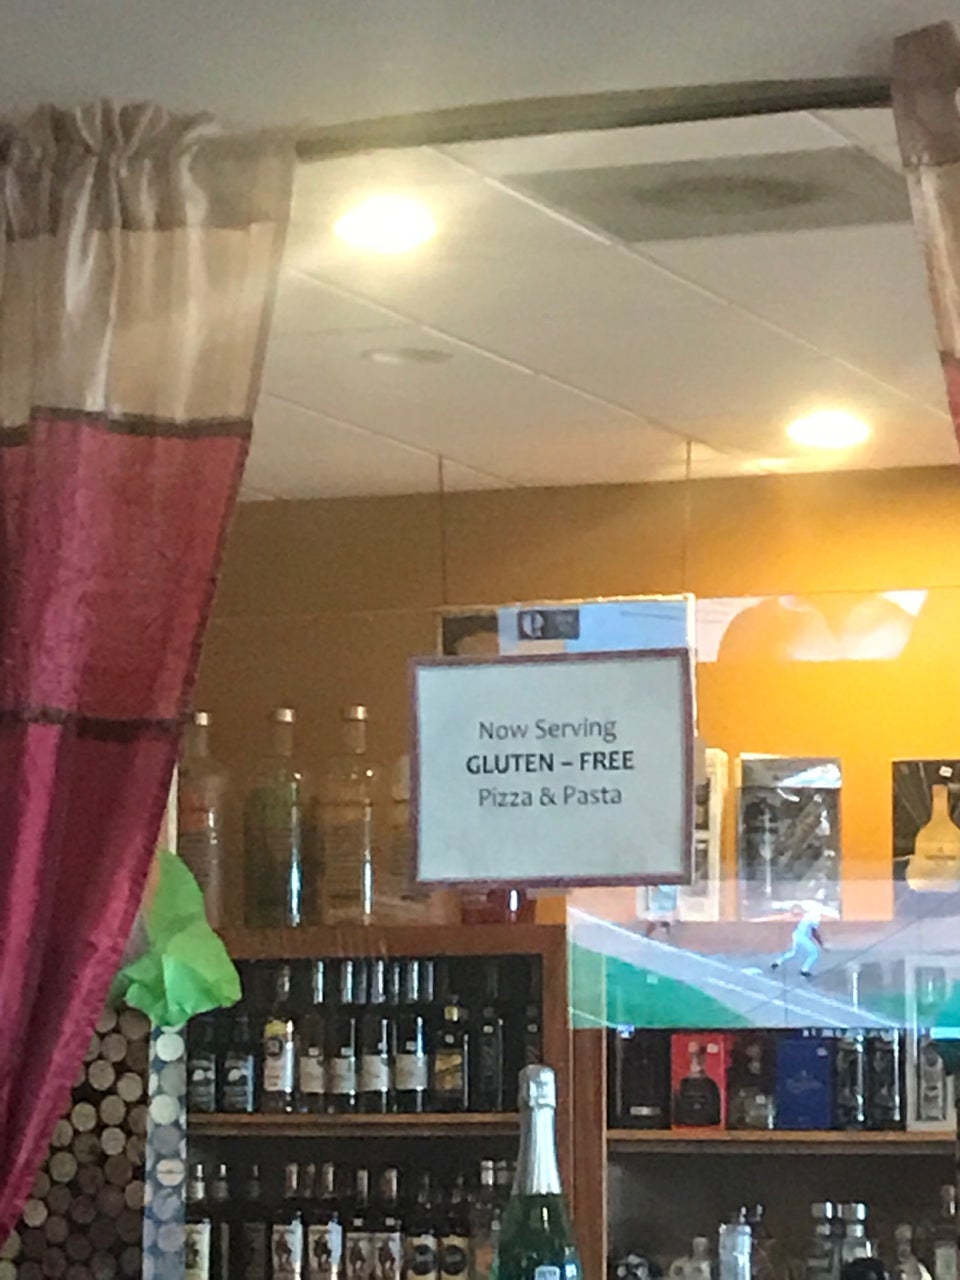 Now Serving
GLUTEN – FREE
Pizza & Pasta